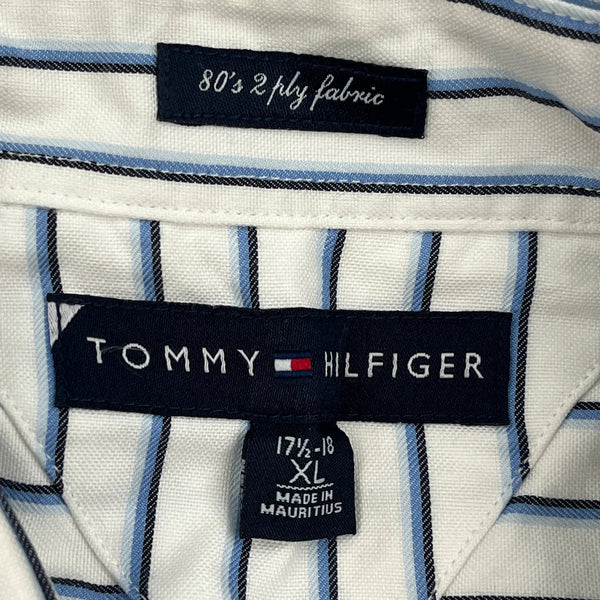 80's 2 ply fabric
TOMMY HILFIGER
17½-18
XL
MADE IN
MAURITIUS